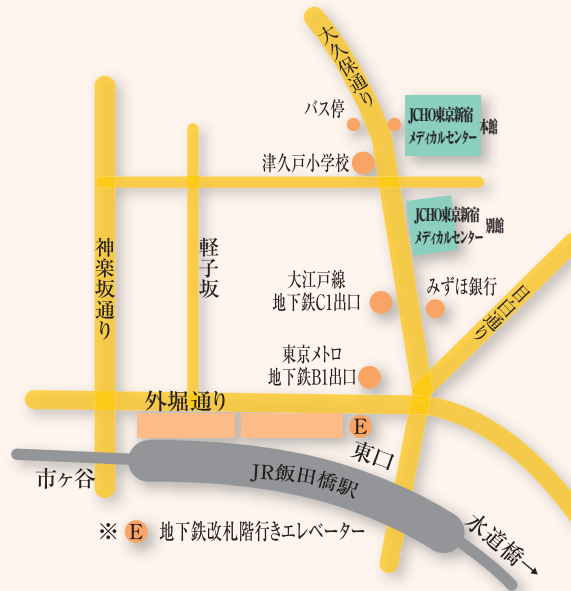 大久保通り
バス停
JCHO東京新宿
メディカルセンター 本館
津久戸小学校
JCHO東京新宿
メディカルセンター 別館
神楽坂通り
軽子坂
大江戸線
地下鉄C1出口
みずほ銀行
目白通り
東京メトロ
地下鉄B1出口
外堀通り
E
東口
JR飯田橋駅
市ヶ谷
水道橋→
※ E 地下鉄改札階行きエレベーター